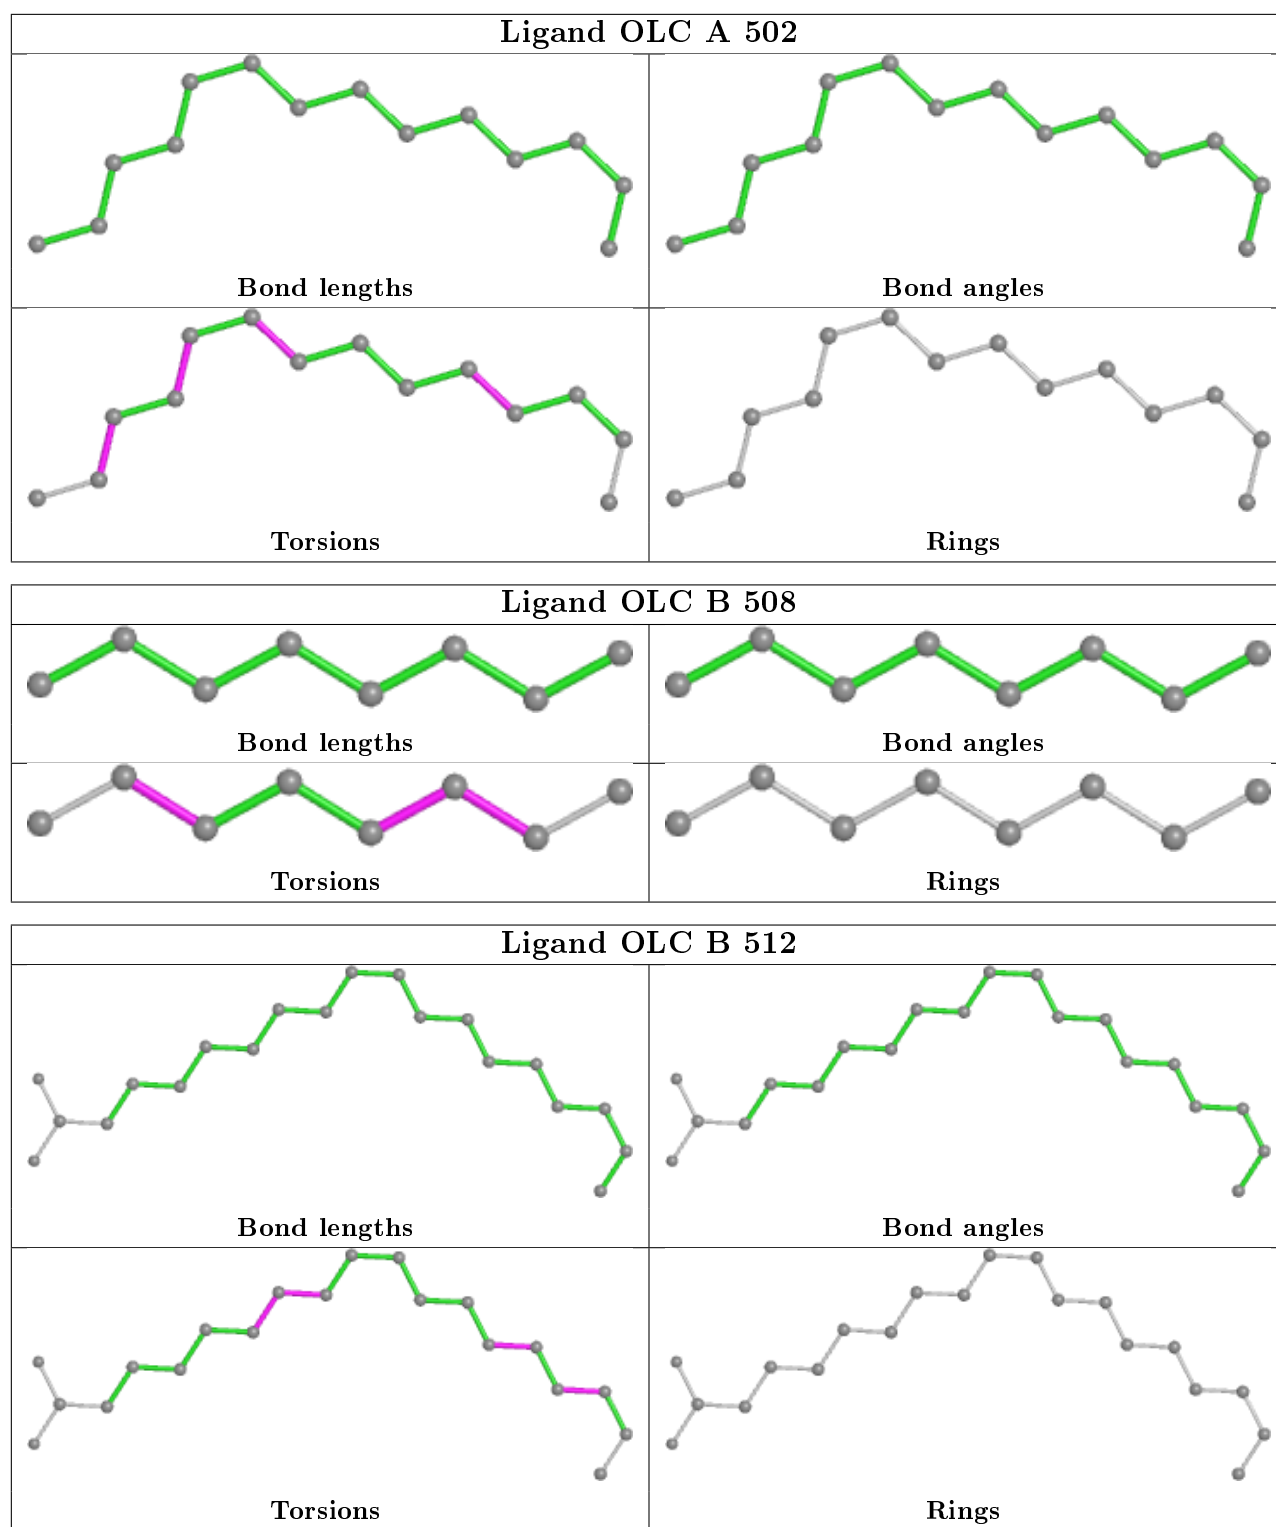 Ligand OLC A 502
Bond lengths
Bond angles
Torsions
Rings
Ligand OLC B 508
Bond lengths
Bond angles
Torsions
Rings
Ligand OLC B 512
Bond lengths
Bond angles
Torsions
Rings